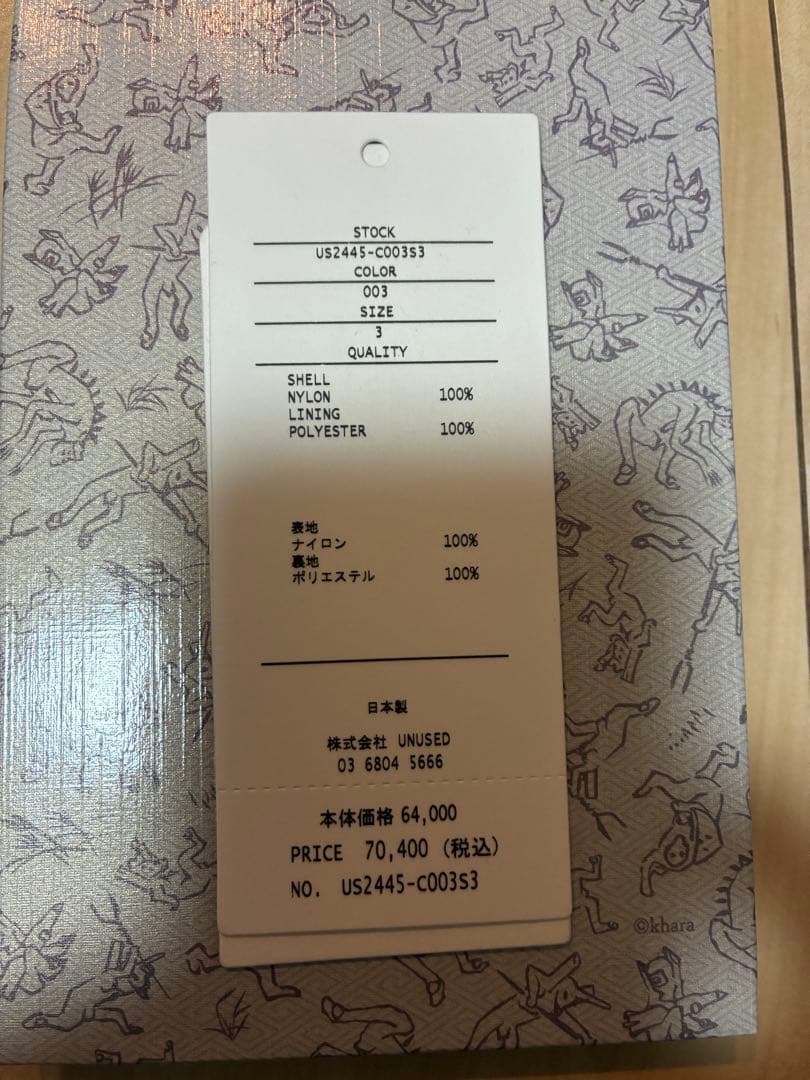 STOCK
US2445-C003S3
COLOR
003
SIZE
3
QUALITY
SHELL
NYLON 100%
LINING
POLYESTER 100%
表地
ナイロン 100%
裏地
ポリエステル 100%
日本製
株式会社 UNUSED
03 6804 5666
本体価格 64,000
PRICE 70,400 (税込)
NO. US2445-C003S3
©khara